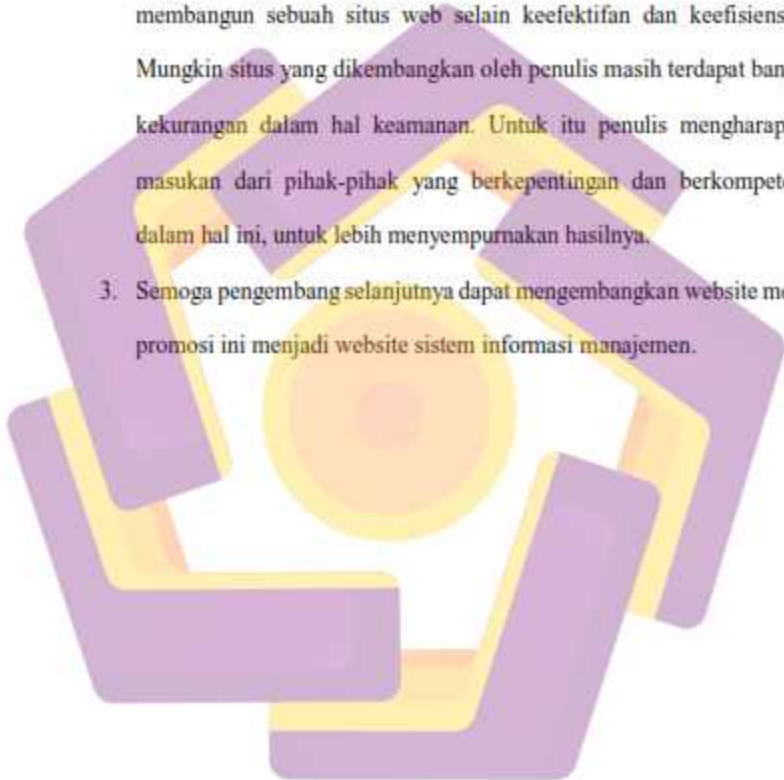 membangun sebuah situs web selain keefektifan dan keefisiens
Mungkin situs yang dikembangkan oleh penulis masih terdapat ban
kekurangan dalam hal keamanan. Untuk itu penulis mengharap
masukan dari pihak-pihak yang berkepentingan dan berkompete
dalam hal ini, untuk lebih menyempurnakan hasilnya.
3. Semoga pengembang selanjutnya dapat mengembangkan website me
promosi ini menjadi website sistem informasi manajemen.